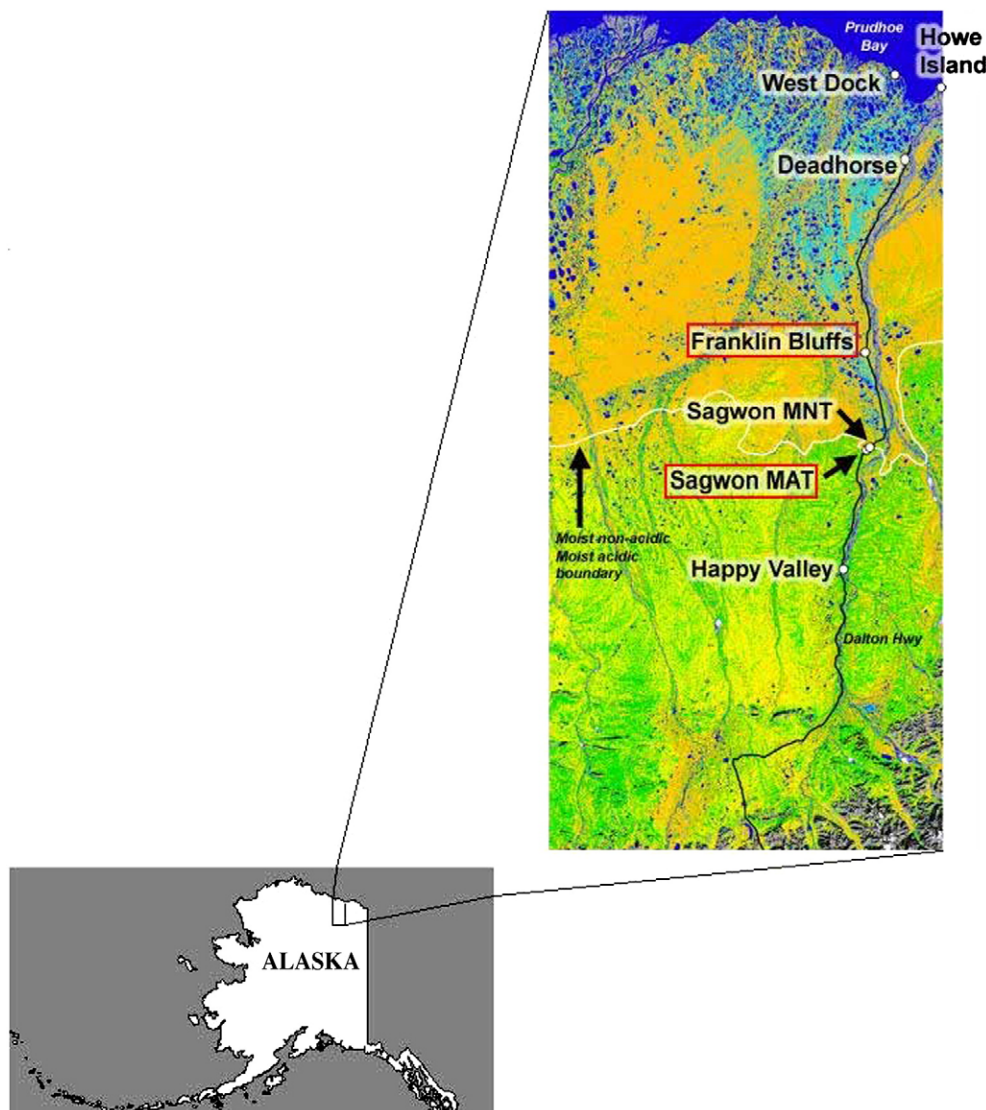 Prudhoe
Bay
Howe
Island
West Dock
Deadhorse
Franklin Bluffs
Sagwon MNT
Sagwon MAT
Moist non-acidic
Moist acidic
boundary
Happy Valley
Dalton Hwy
ALASKA